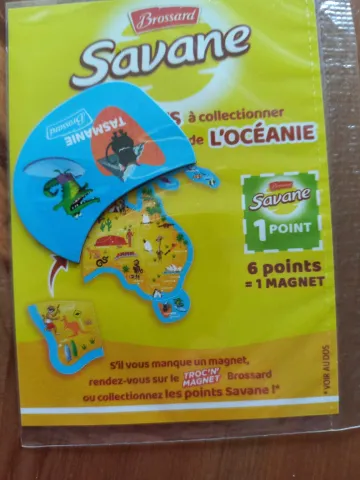 Brossard
Savane
à collectionner
de L'OCÉANIE
TASMANIE
Brossard
Brossard
Savane
1 POINT
6 points
= 1 MAGNET
S'il vous manque un magnet,
rendez-vous sur le TROC'N' MAGNET Brossard
ou collectionnez les points Savane !*
* VOIR AU DOS